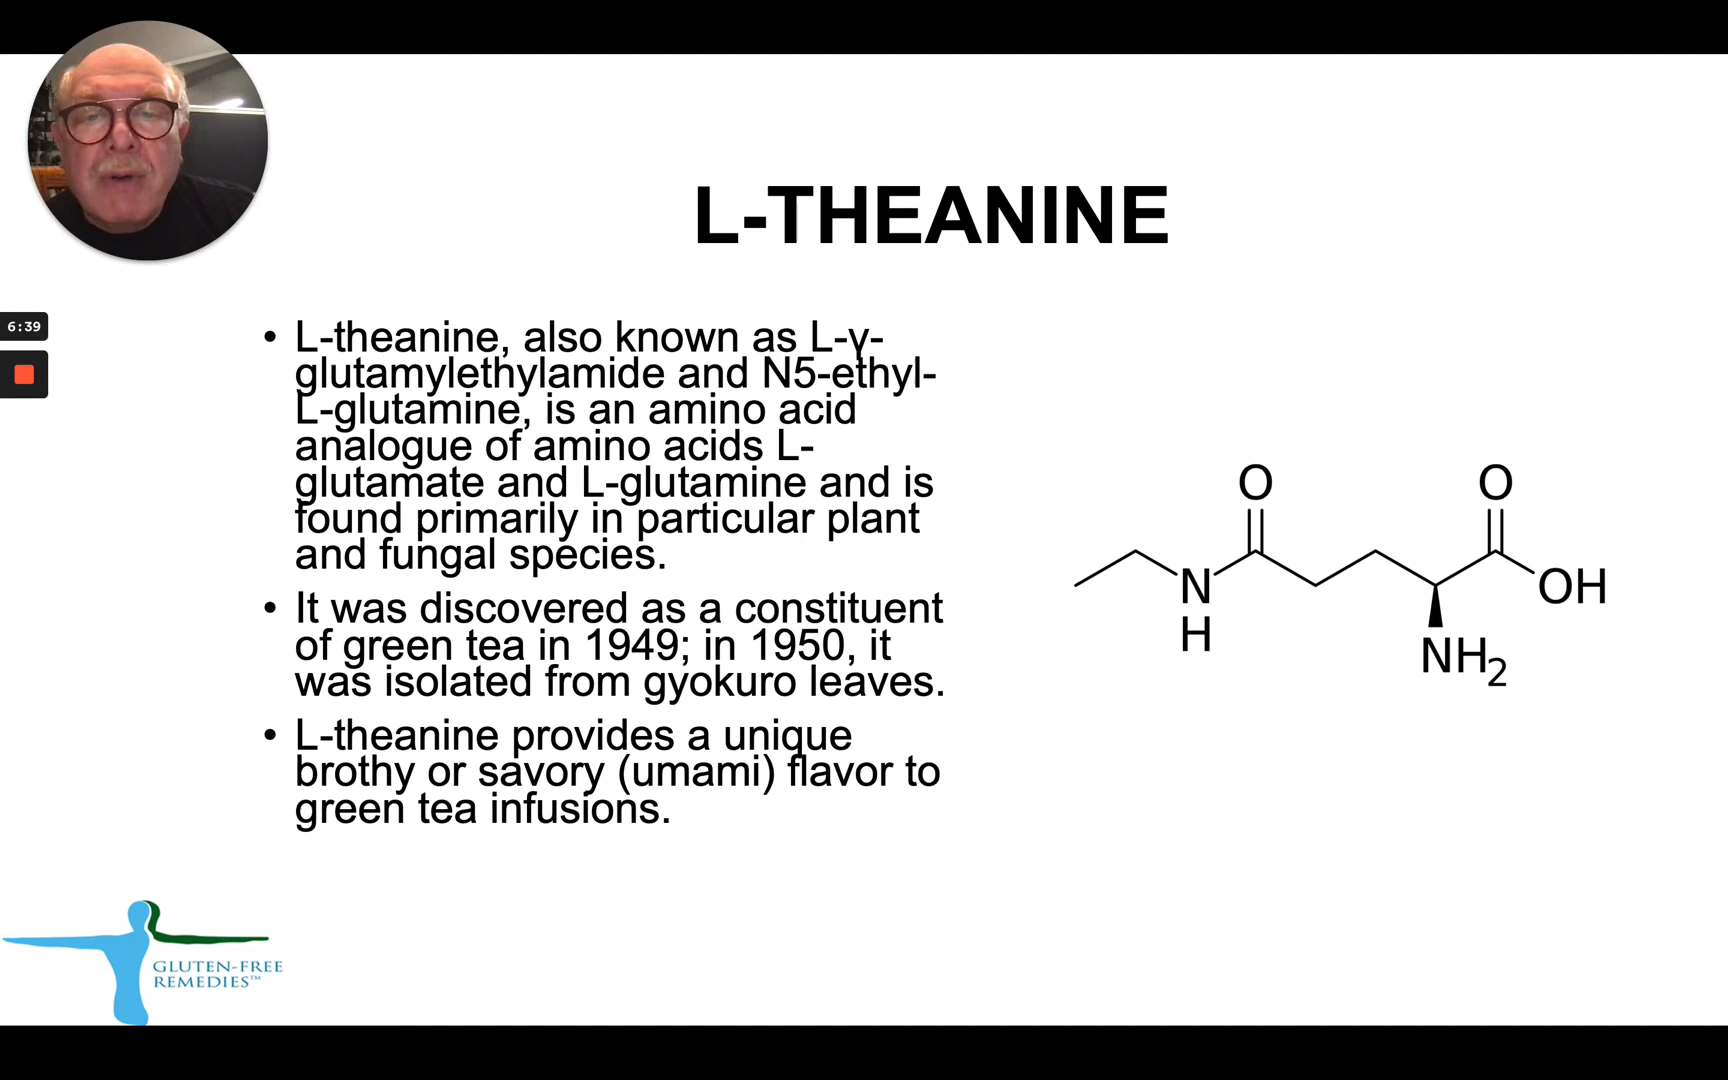 L-THEANINE
6:39
• L-theanine, also known as L-γ-
glutamylethylamide and N5-ethyl-
L-glutamine, is an amino acid
analogue of amino acids L-
glutamate and L-glutamine and is
found primarily in particular plant
and fungal species.
• It was discovered as a constituent
of green tea in 1949; in 1950, it
was isolated from gyokuro leaves.
• L-theanine provides a unique
brothy or savory (umami) flavor to
green tea infusions.
O O
N OH
H
NH₂
GLUTEN-FREE
REMEDIES™